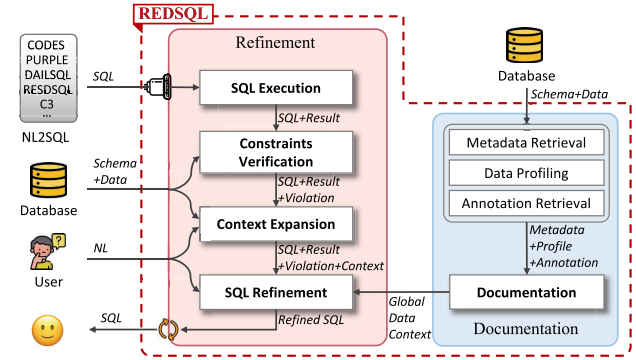 REDSQL
CODES
PURPLE
DAILSQL
RESDSQL
C3
...
NL2SQL
SQL
Refinement
SQL Execution
SQL+Result
Constraints
Verification
SQL+Result
+Violation
Schema
+Data
Database
Context Expansion
SQL+Result
+Violation+Context
NL
User
SQL Refinement
Refined SQL
SQL
Database
Schema+Data
Metadata Retrieval
Data Profiling
Annotation Retrieval
Metadata
+Profile
+Annotation
Documentation
Global
Data
Context
Documentation